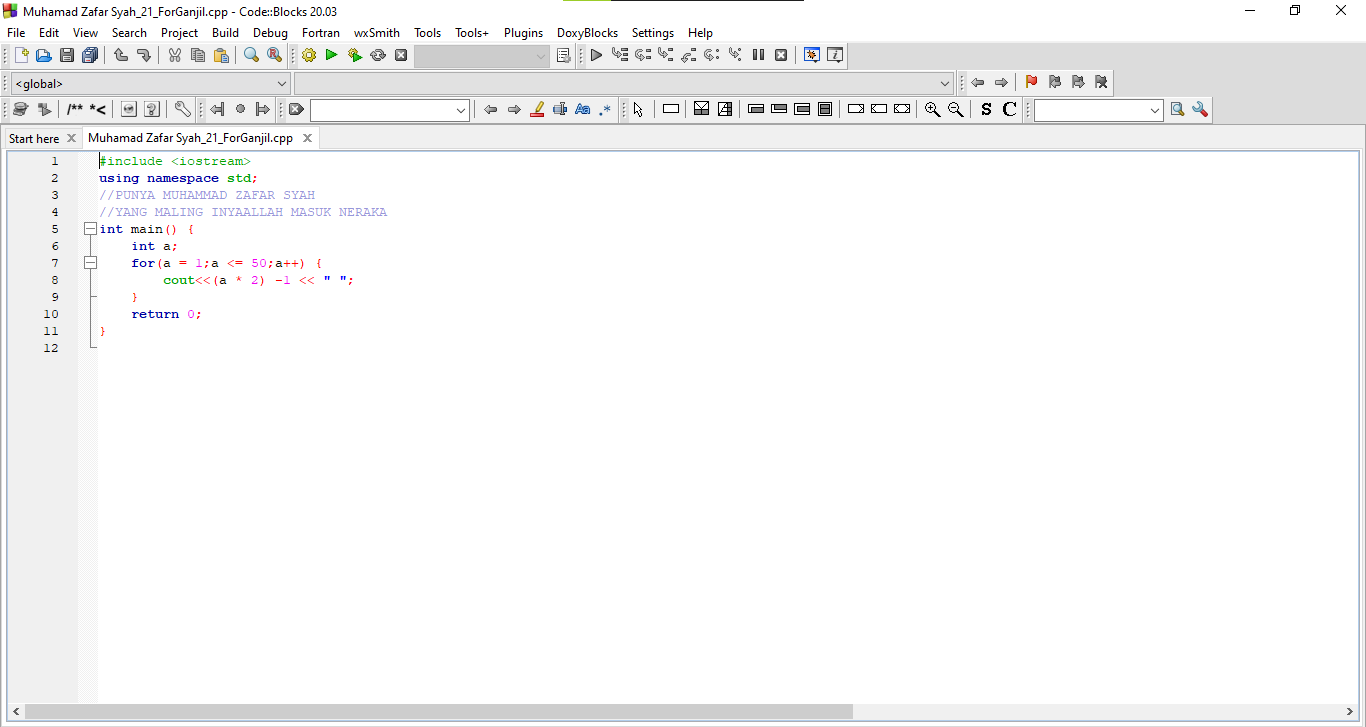 Muhamad Zafar Syah_21_ForGanjil.cpp - Code::Blocks 20.03
File Edit View Search Project Build Debug Fortran wxSmith Tools Tools+ Plugins DoxyBlocks Settings Help
<global>
/** *<
Aa .*
S C
Start here Muhamad Zafar Syah_21_ForGanjil.cpp
1 #include <iostream>
2 using namespace std;
3 //PUNYA MUHAMMAD ZAFAR SYAH
4 //YANG MALING INYAALLAH MASUK NERAKA
5 int main() {
6 int a;
7 for(a = 1;a <= 50;a++) {
8 cout<<(a * 2) -1 << " ";
9 }
10 return 0;
11 }
12